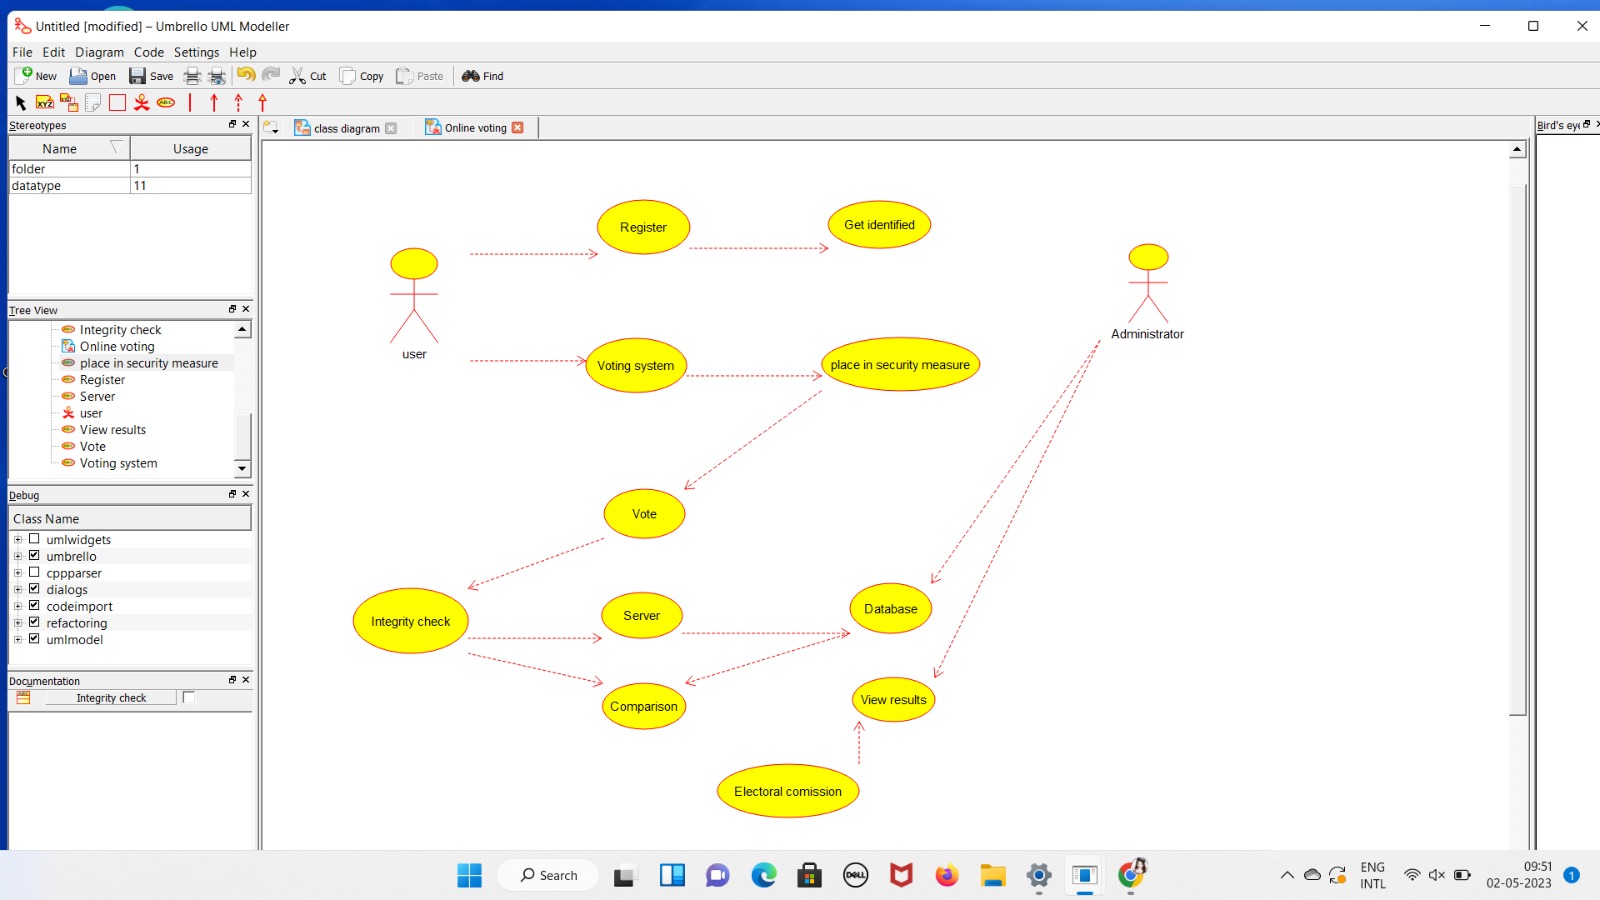 Untitled [modified] – Umbrello UML Modeller
File Edit Diagram Code Settings Help
New Open Save Cut Copy Paste Find
XYZ ABC
Stereotypes
Name Usage
folder 1
datatype 11
Tree View
Integrity check
Online voting
place in security measure
Register
Server
user
View results
Vote
Voting system
Debug
Class Name
umlwidgets
umbrello
cppparser
dialogs
codeimport
refactoring
umlmodel
Documentation
Integrity check
class diagram Online voting
Bird's eye
Register Get identified
user
Administrator
Voting system place in security measure
Vote
Integrity check Server Database
Comparison View results
Electoral comission
Search
DELL
ENG
INTL
09:51
02-05-2023
1